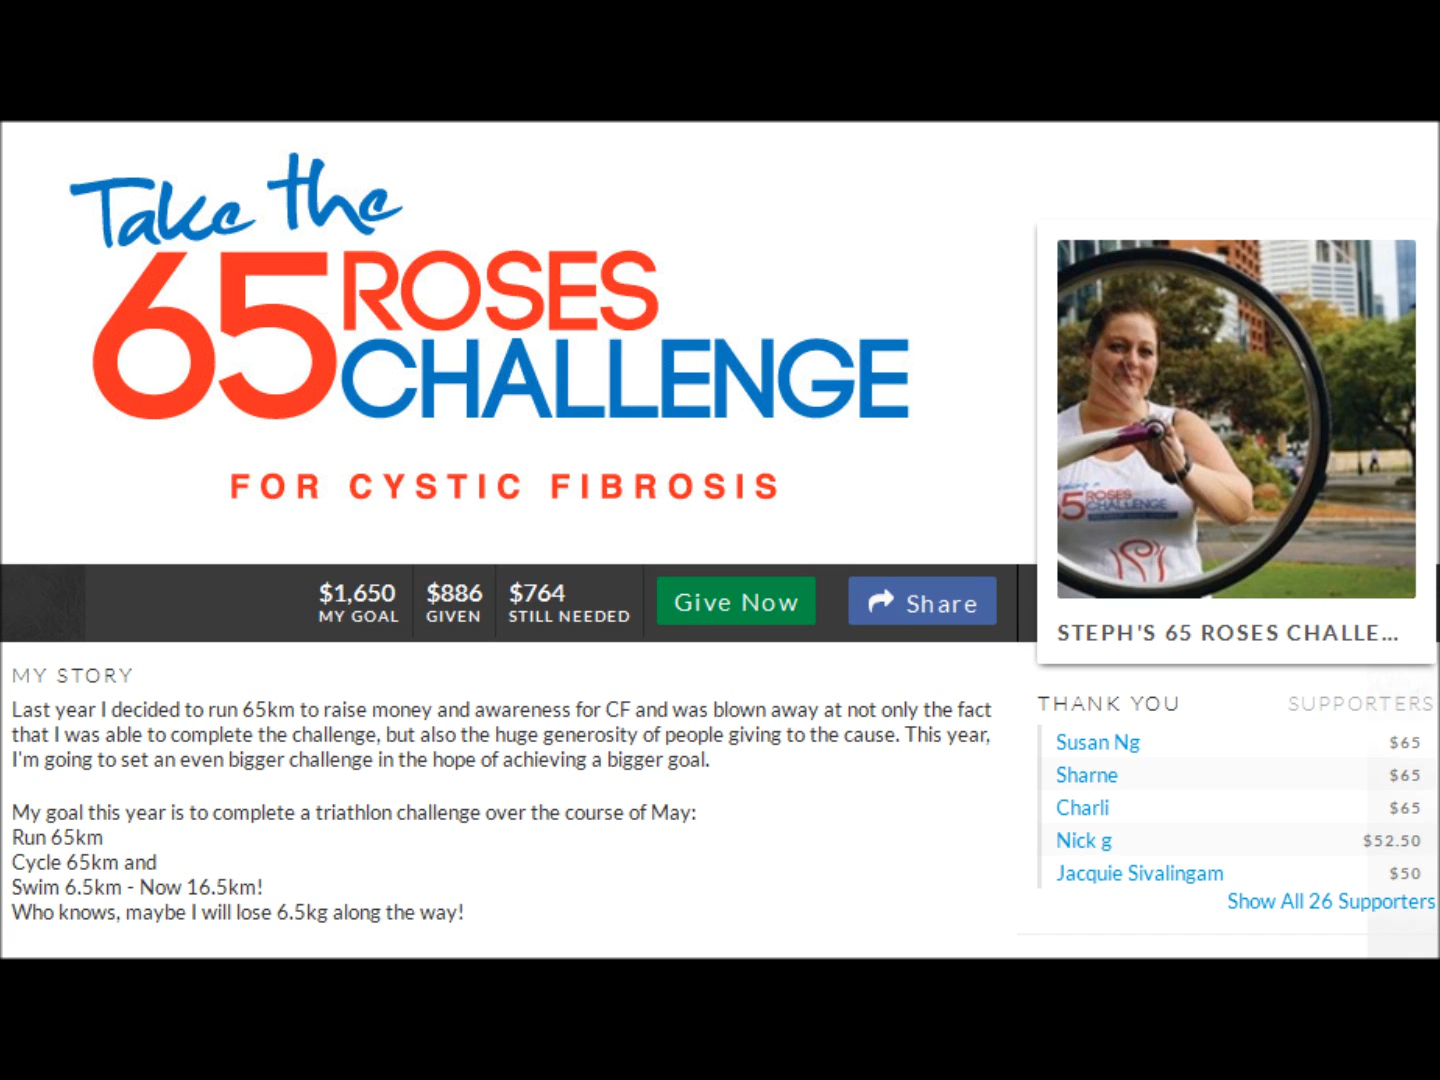 Take the
65 ROSES
CHALLENGE
FOR CYSTIC FIBROSIS
$1,650
MY GOAL
$886
GIVEN
$764
STILL NEEDED
Give Now
Share
5 ROSES
CHALLENGE
STEPH'S 65 ROSES CHALLE...
MY STORY
Last year I decided to run 65km to raise money and awareness for CF and was blown away at not only the fact
that I was able to complete the challenge, but also the huge generosity of people giving to the cause. This year,
I'm going to set an even bigger challenge in the hope of achieving a bigger goal.
My goal this year is to complete a triathlon challenge over the course of May:
Run 65km
Cycle 65km and
Swim 6.5km - Now 16.5km!
Who knows, maybe I will lose 6.5kg along the way!
THANK YOU SUPPORTERS
Susan Ng $65
Sharne $65
Charli $65
Nick g $52.50
Jacquie Sivalingam $50
Show All 26 Supporters